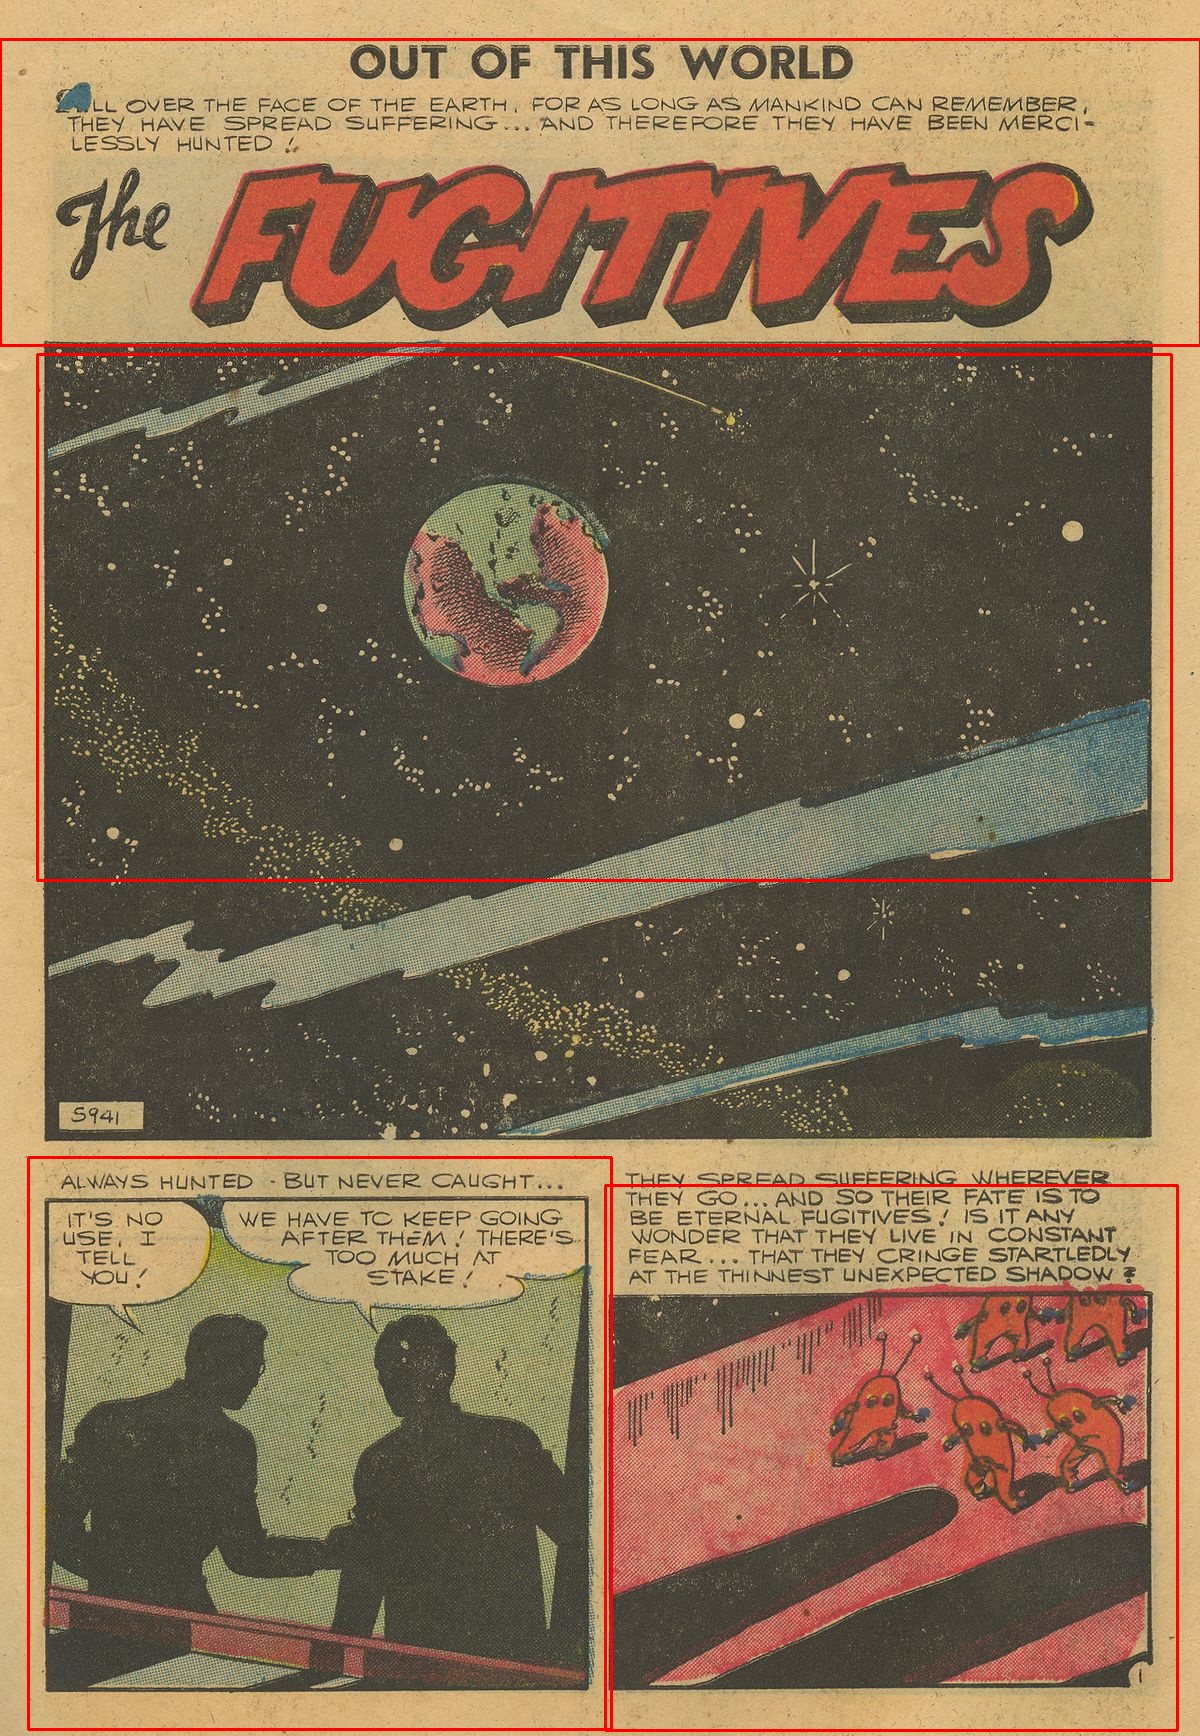 OUT OF THIS WORLD
ALL OVER THE FACE OF THE EARTH, FOR AS LONG AS MANKIND CAN REMEMBER,
THEY HAVE SPREAD SUFFERING... AND THEREFORE THEY HAVE BEEN MERCI-
LESSLY HUNTED!
The FUGITIVES
5941
ALWAYS HUNTED - BUT NEVER CAUGHT...
IT'S NO
USE, I
TELL
YOU!
WE HAVE TO KEEP GOING
AFTER THEM! THERE'S
TOO MUCH AT
STAKE!
THEY SPREAD SUFFERING WHEREVER
THEY GO... AND SO THEIR FATE IS TO
BE ETERNAL FUGITIVES! IS IT ANY
WONDER THAT THEY LIVE IN CONSTANT
FEAR... THAT THEY CRINGE STARTLEDLY
AT THE THINNEST UNEXPECTED SHADOW?
1